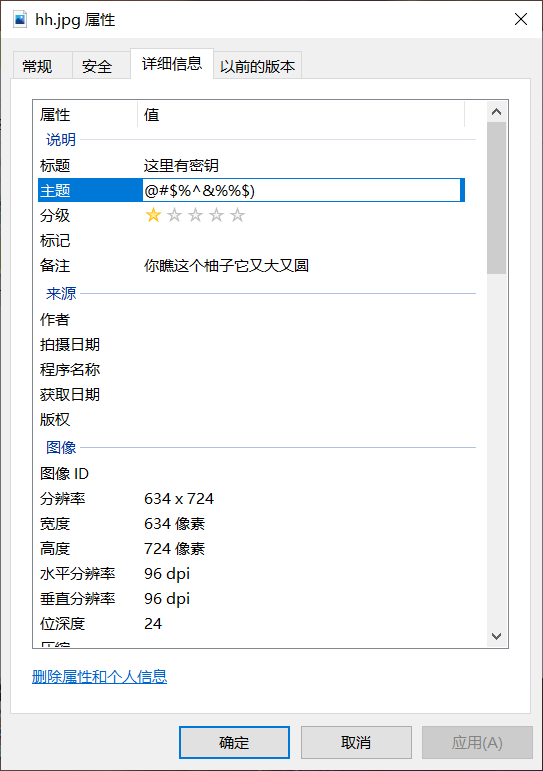 hh.jpg 属性
常规 安全 详细信息 以前的版本
属性 值
说明
标题 这里有密钥
主题 @#$%^&%%$)
分级
标记
备注 你瞧这个柚子它又大又圆
来源
作者
拍摄日期
程序名称
获取日期
版权
图像
图像 ID
分辨率 634 x 724
宽度 634 像素
高度 724 像素
水平分辨率 96 dpi
垂直分辨率 96 dpi
位深度 24
删除属性和个人信息
确定 取消 应用(A)